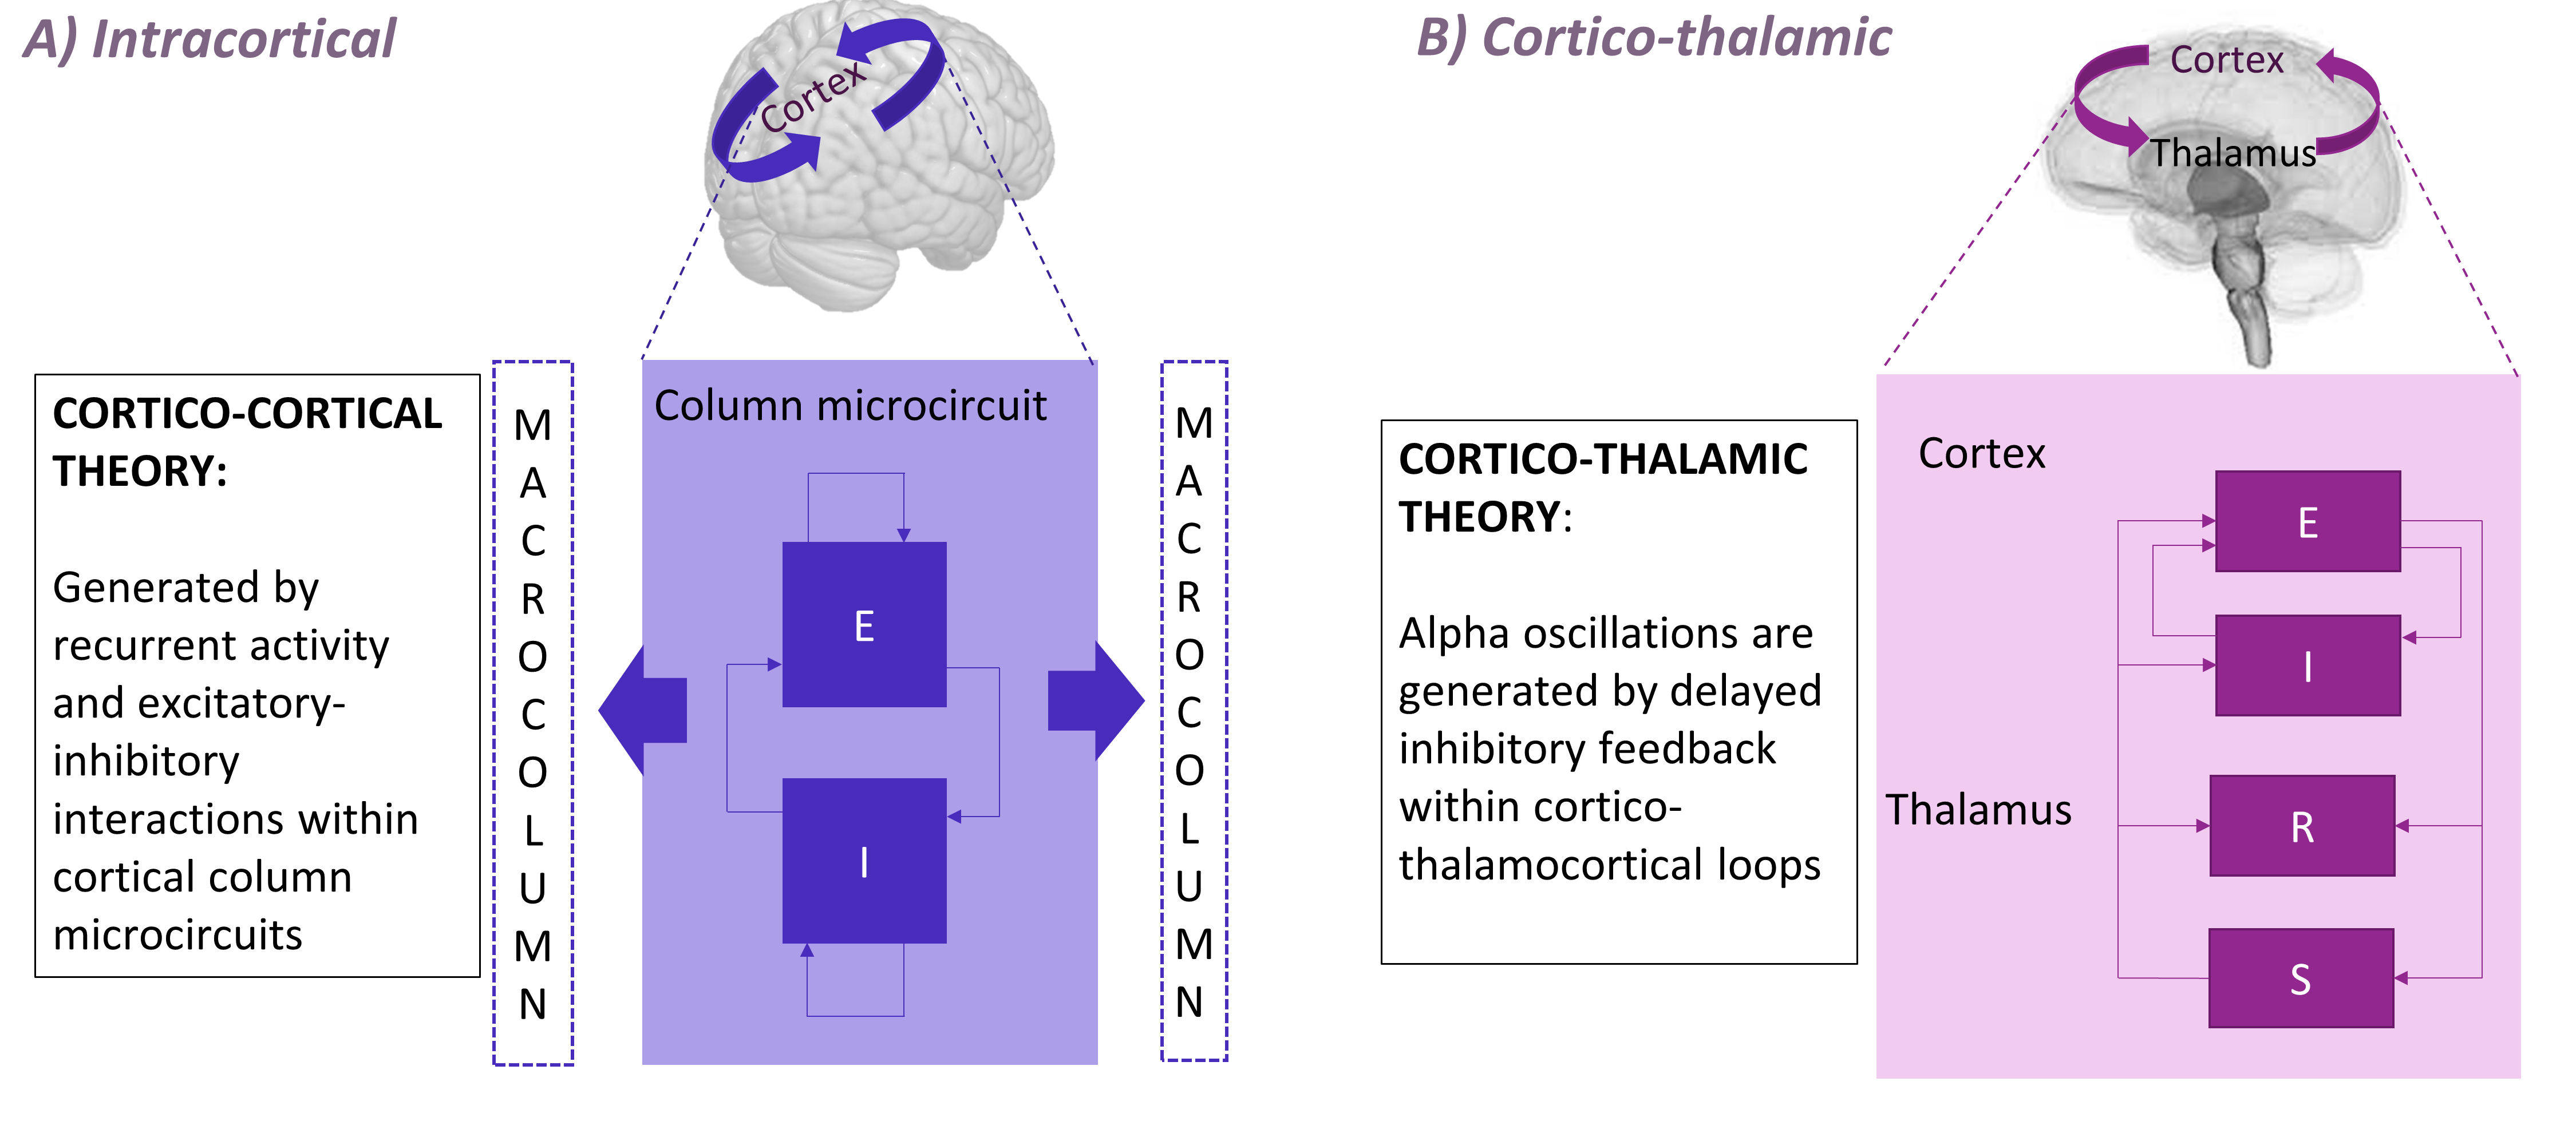 A) Intracortical
Cortex
CORTICO-CORTICAL
THEORY:
Generated by
recurrent activity
and excitatory-
inhibitory
interactions within
cortical column
microcircuits
M
A
C
R
O
C
O
L
U
M
N
Column microcircuit
E
I
M
A
C
R
O
C
O
L
U
M
N
B) Cortico-thalamic
Cortex
Thalamus
CORTICO-THALAMIC
THEORY:
Alpha oscillations are
generated by delayed
inhibitory feedback
within cortico-
thalamocortical loops
Cortex
E
I
Thalamus
R
S